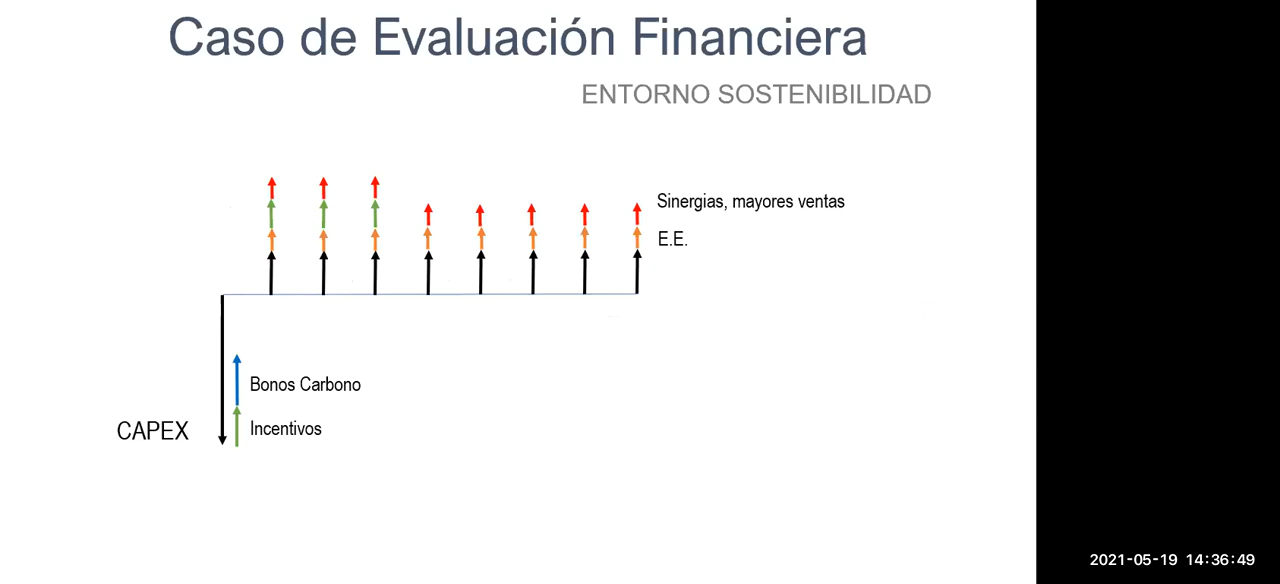 Caso de Evaluación Financiera
ENTORNO SOSTENIBILIDAD
Sinergias, mayores ventas
E.E.
Bonos Carbono
CAPEX
Incentivos
2021-05-19 14:36:49